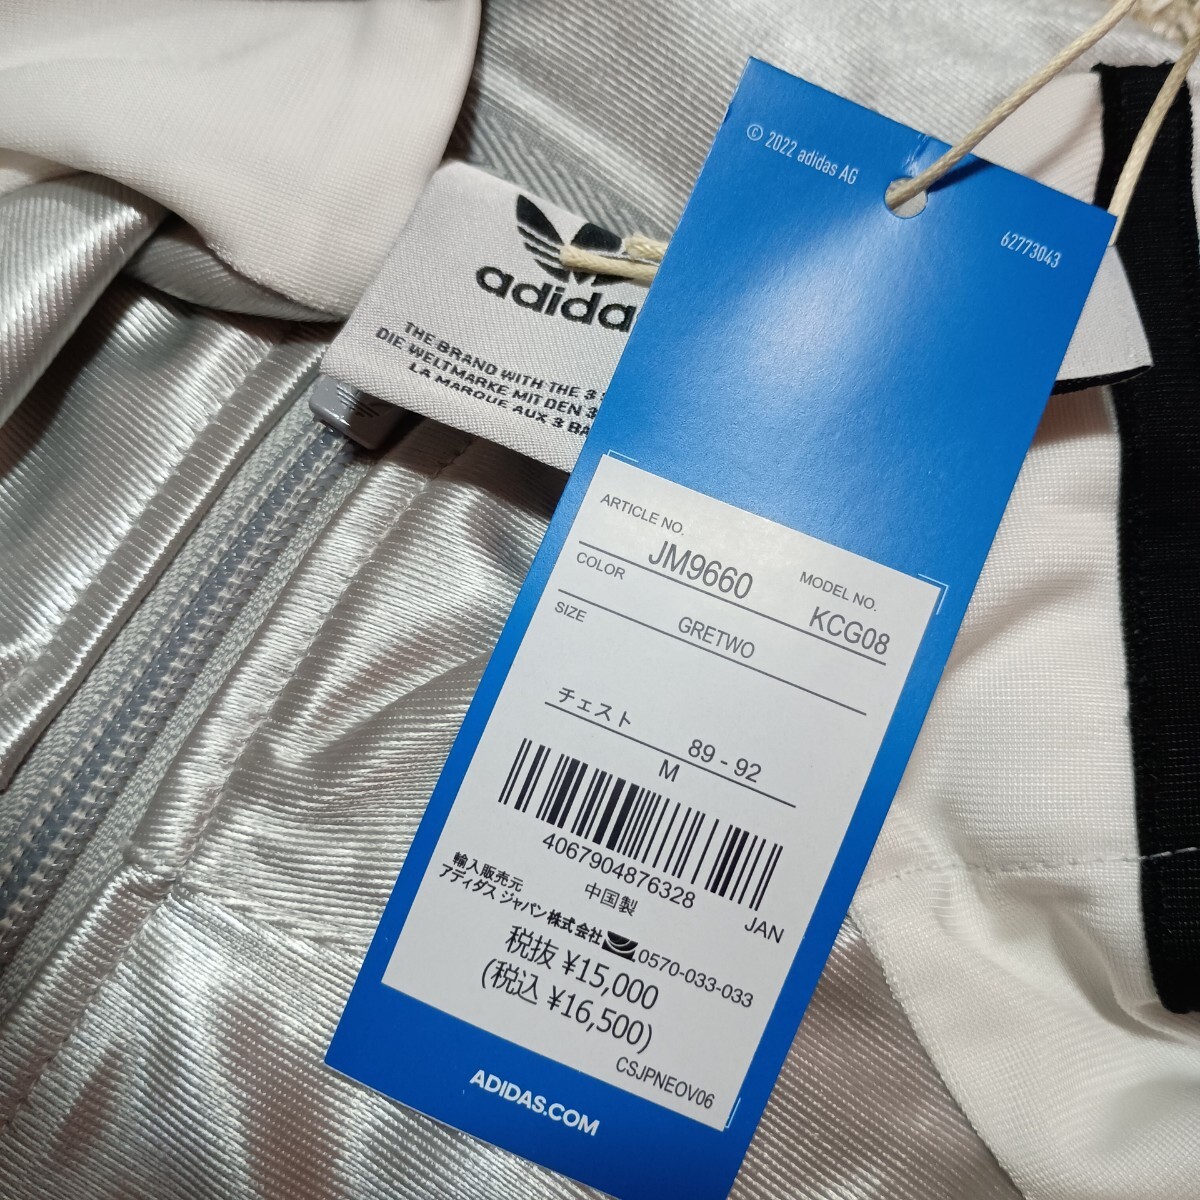 © 2022 adidas AG
62773043
adida
THE BRAND WITH THE 3
DIE WELTMARKE MIT DEN 3
LA MARQUE AUX 3 BA
ARTICLE NO.
JM9660
MODEL NO.
KCG08
COLOR
GRETWO
SIZE
チェスト
89 - 92
M
4067904876328
JAN
中国製
輸入販売元
アディダス ジャパン株式会社
0570-033-033
税抜 ¥15,000
(税込 ¥16,500)
CSJPNEOV06
ADIDAS.COM